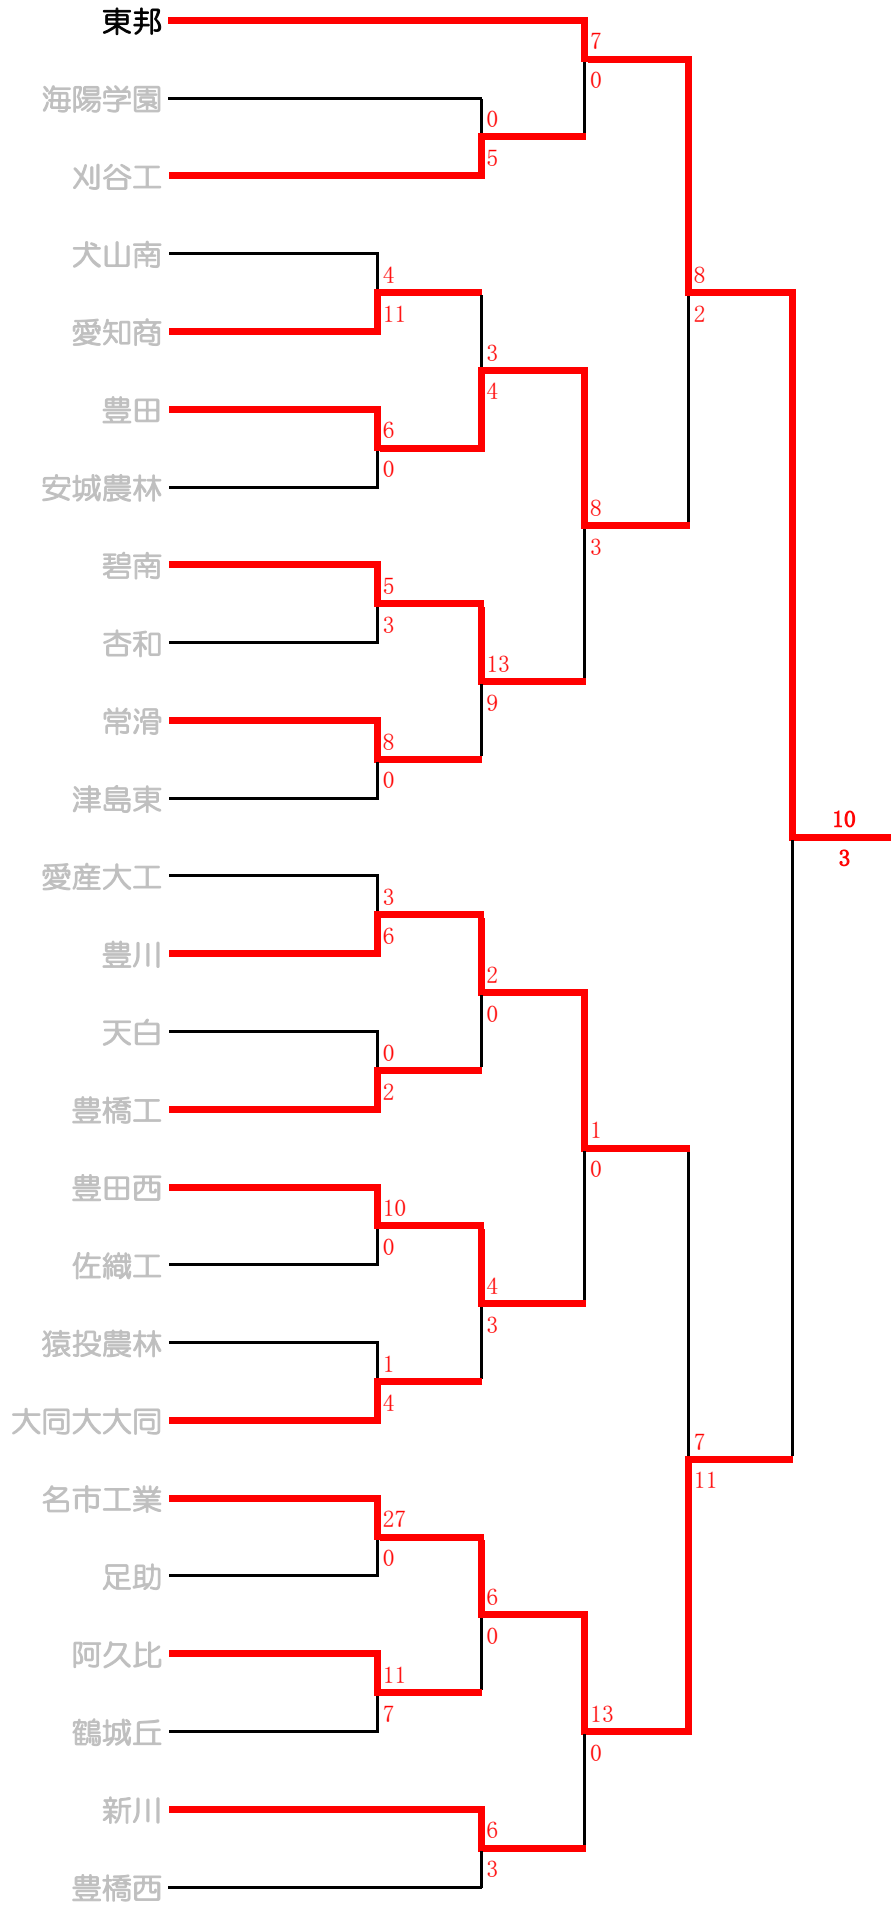 東邦
7
0
海陽学園
0
5
刈谷工
犬山南
4
8
2
11
愛知商
3
4
豊田
6
0
安城農林
8
3
碧南
5
3
杏和
13
9
常滑
8
0
津島東
10
3
愛産大工
3
6
豊川
2
0
天白
0
2
豊橋工
1
0
豊田西
10
0
佐織工
4
3
猿投農林
1
4
大同大大同
7
11
名市工業
27
0
足助
6
0
阿久比
11
7
鶴城丘
13
0
新川
6
3
豊橋西